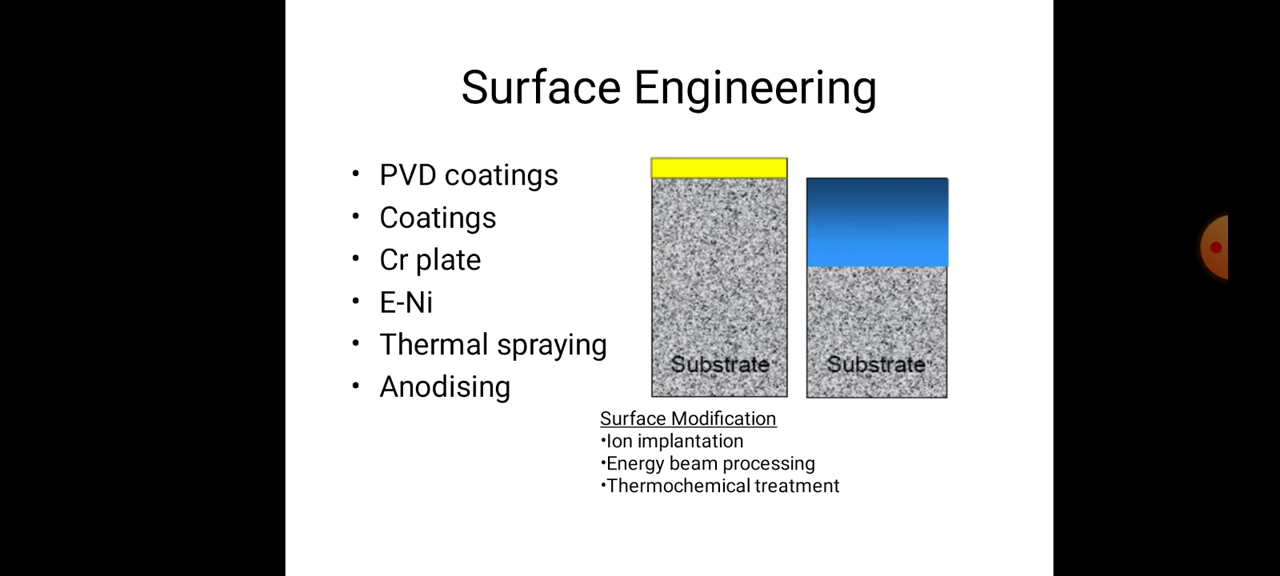 Surface Engineering
• PVD coatings
• Coatings
• Cr plate
• E-Ni
• Thermal spraying
• Anodising
Substrate
Substrate
Surface Modification
•Ion implantation
•Energy beam processing
•Thermochemical treatment